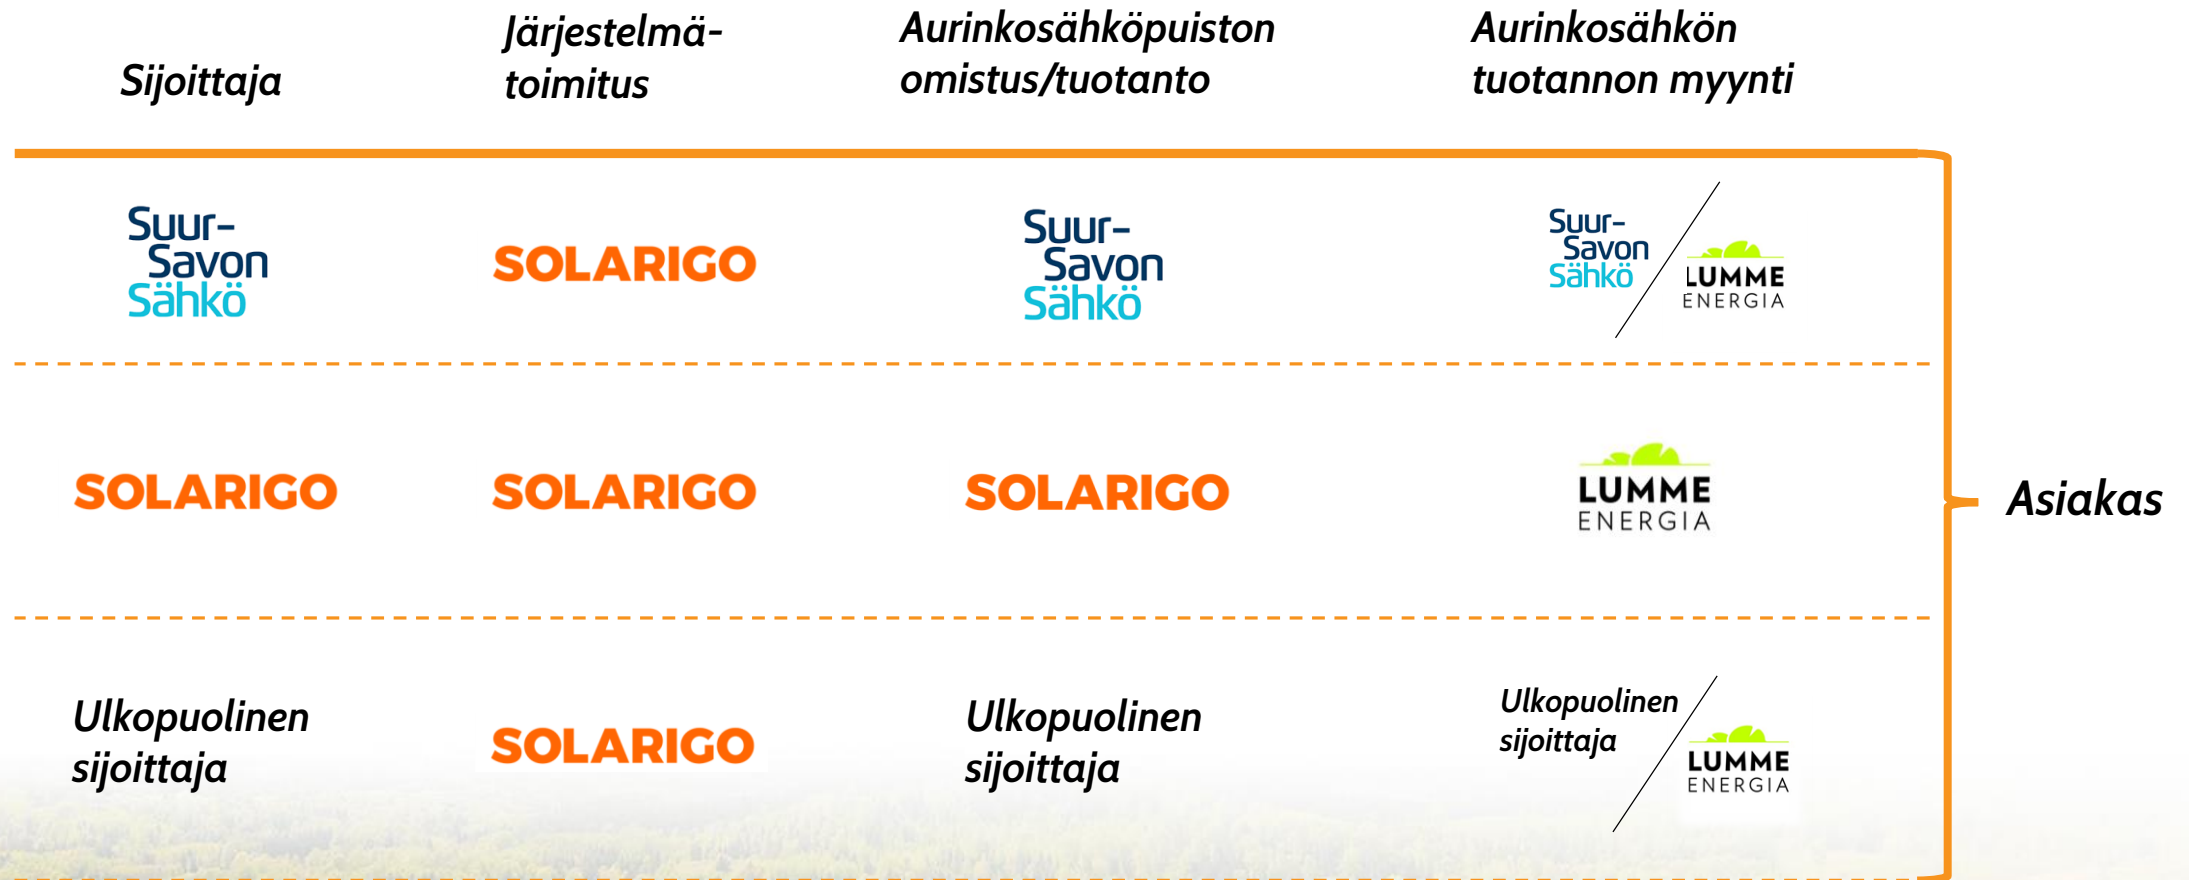 Sijoittaja
Järjestelmä-
toimitus
Aurinkosähköpuiston
omistus/tuotanto
Aurinkosähkön
tuotannon myynti
Suur-
Savon
Sähkö
SOLARIGO
Suur-
Savon
Sähkö
Suur-
Savon
Sähkö
LUMME
ENERGIA
SOLARIGO
SOLARIGO
SOLARIGO
LUMME
ENERGIA
Asiakas
Ulkopuolinen
sijoittaja
SOLARIGO
Ulkopuolinen
sijoittaja
Ulkopuolinen
sijoittaja
LUMME
ENERGIA